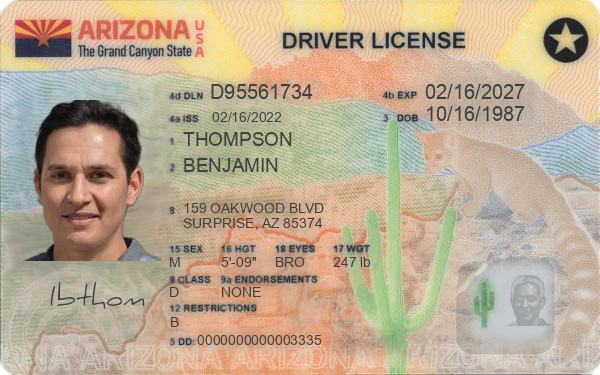 ARIZONA USA
The Grand Canyon State
DRIVER LICENSE
4d DLN D95561734
4b EXP 02/16/2027
4a ISS 02/16/2022
3 DOB 10/16/1987
1 THOMPSON
2 BENJAMIN
8 159 OAKWOOD BLVD
SURPRISE, AZ 85374
15 SEX 16 HGT 18 EYES 17 WGT
M 5'-09" BRO 247 lb
9 CLASS 9a ENDORSEMENTS
D NONE
12 RESTRICTIONS
B
5 DD: 0000000000003335
lbthom
ARIZONA ARIZONA ARIZONA ARIZONA